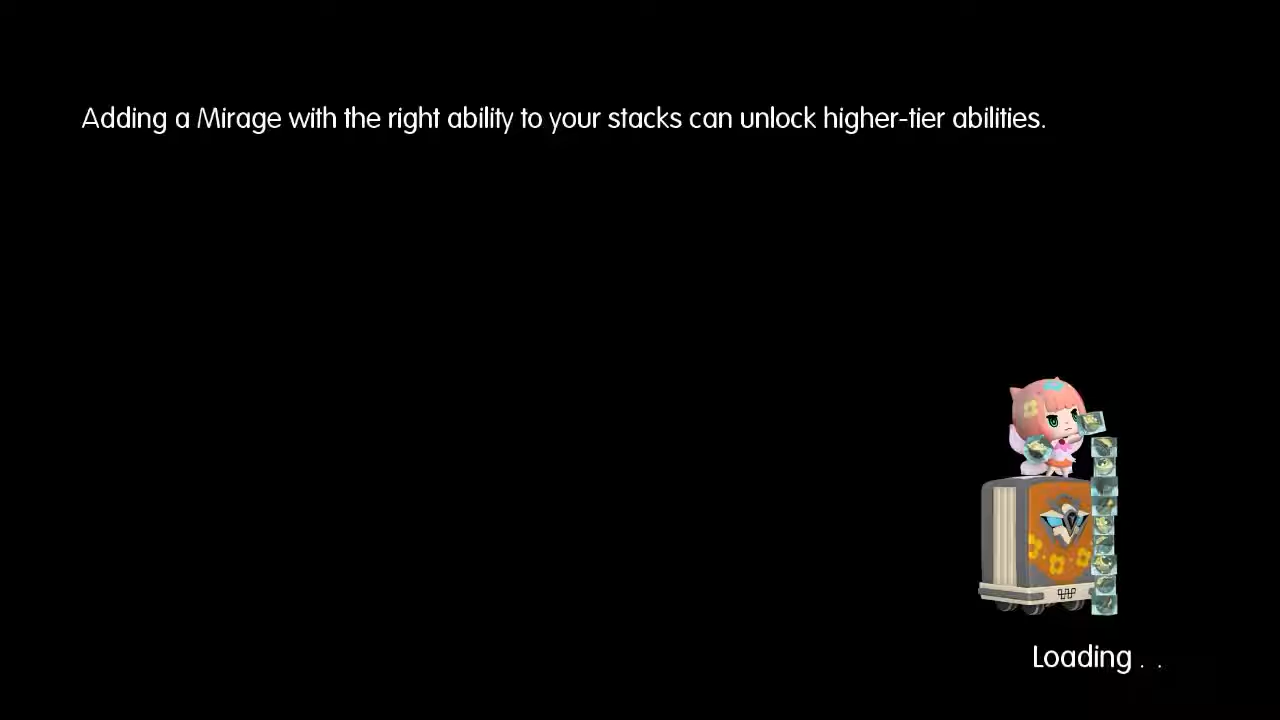 Adding a Mirage with the right ability to your stacks can unlock higher-tier abilities.
Loading . .